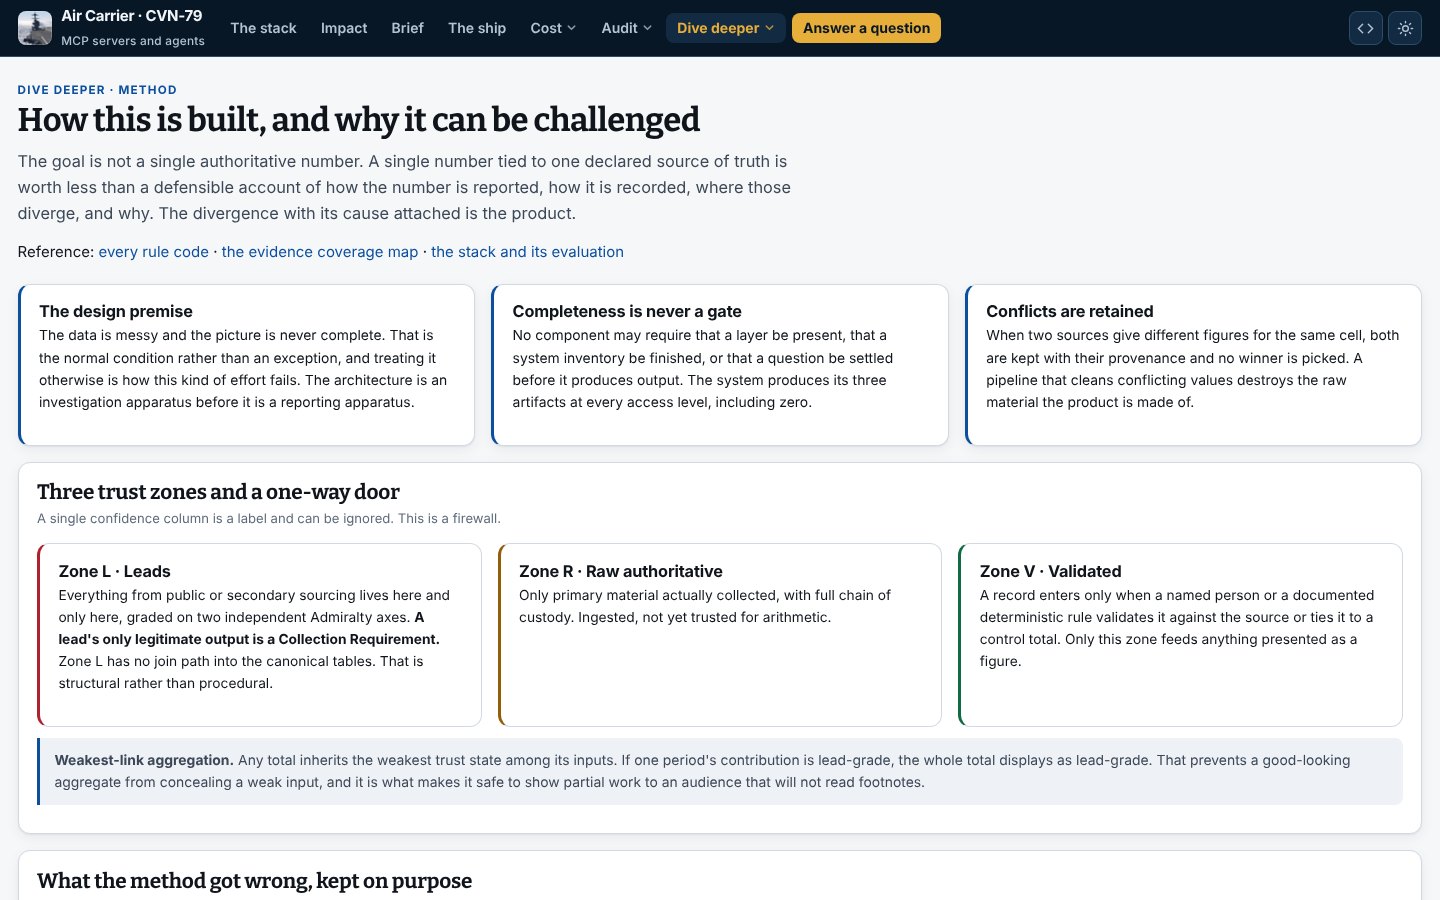 Air Carrier · CVN-79
MCP servers and agents
The stack
Impact
Brief
The ship
Cost
Audit
Dive deeper
Answer a question
DIVE DEEPER · METHOD
How this is built, and why it can be challenged
The goal is not a single authoritative number. A single number tied to one declared source of truth is
worth less than a defensible account of how the number is reported, how it is recorded, where those
diverge, and why. The divergence with its cause attached is the product.
Reference: every rule code · the evidence coverage map · the stack and its evaluation
The design premise
The data is messy and the picture is never complete. That is
the normal condition rather than an exception, and treating it
otherwise is how this kind of effort fails. The architecture is an
investigation apparatus before it is a reporting apparatus.
Completeness is never a gate
No component may require that a layer be present, that a
system inventory be finished, or that a question be settled
before it produces output. The system produces its three
artifacts at every access level, including zero.
Conflicts are retained
When two sources give different figures for the same cell, both
are kept with their provenance and no winner is picked. A
pipeline that cleans conflicting values destroys the raw
material the product is made of.
Three trust zones and a one-way door
A single confidence column is a label and can be ignored. This is a firewall.
Zone L · Leads
Everything from public or secondary sourcing lives here and
only here, graded on two independent Admiralty axes. A
lead's only legitimate output is a Collection Requirement.
Zone L has no join path into the canonical tables. That is
structural rather than procedural.
Zone R · Raw authoritative
Only primary material actually collected, with full chain of
custody. Ingested, not yet trusted for arithmetic.
Zone V · Validated
A record enters only when a named person or a documented
deterministic rule validates it against the source or ties it to a
control total. Only this zone feeds anything presented as a
figure.
Weakest-link aggregation. Any total inherits the weakest trust state among its inputs. If one period's contribution is lead-grade, the whole total displays as lead-grade. That prevents a good-looking
aggregate from concealing a weak input, and it is what makes it safe to show partial work to an audience that will not read footnotes.
What the method got wrong, kept on purpose